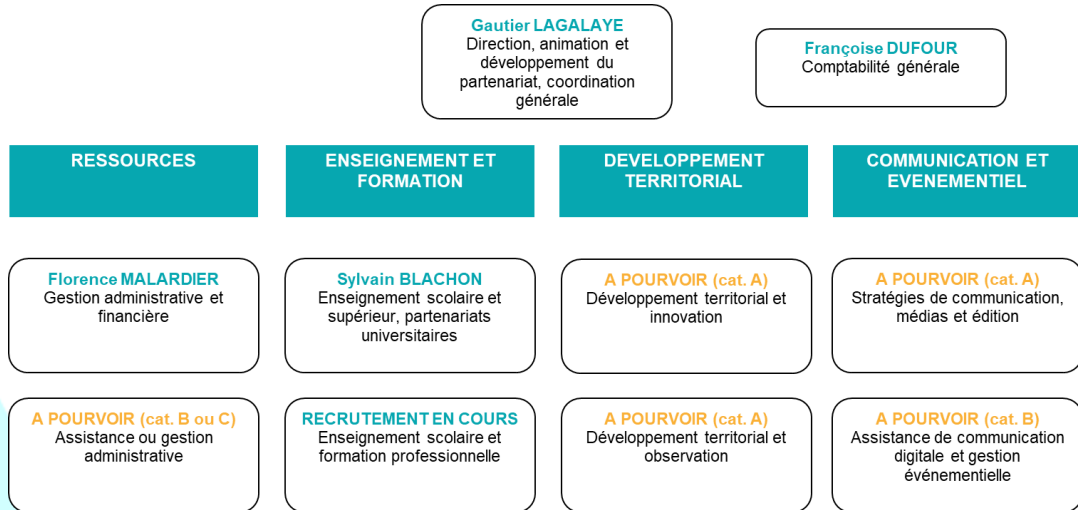 Gautier LAGALAYE
Direction, animation et
développement du
partenariat, coordination
générale
Françoise DUFOUR
Comptabilité générale
RESSOURCES
ENSEIGNEMENT ET
FORMATION
DEVELOPPEMENT
TERRITORIAL
COMMUNICATION ET
EVENEMENTIEL
Florence MALARDIER
Gestion administrative et
financière
Sylvain BLACHON
Enseignement scolaire et
supérieur, partenariats
universitaires
A POURVOIR (cat. A)
Développement territorial et
innovation
A POURVOIR (cat. A)
Stratégies de communication,
médias et édition
A POURVOIR (cat. B ou C)
Assistance ou gestion
administrative
RECRUTEMENT EN COURS
Enseignement scolaire et
formation professionnelle
A POURVOIR (cat. A)
Développement territorial et
observation
A POURVOIR (cat. B)
Assistance de communication
digitale et gestion
événementielle